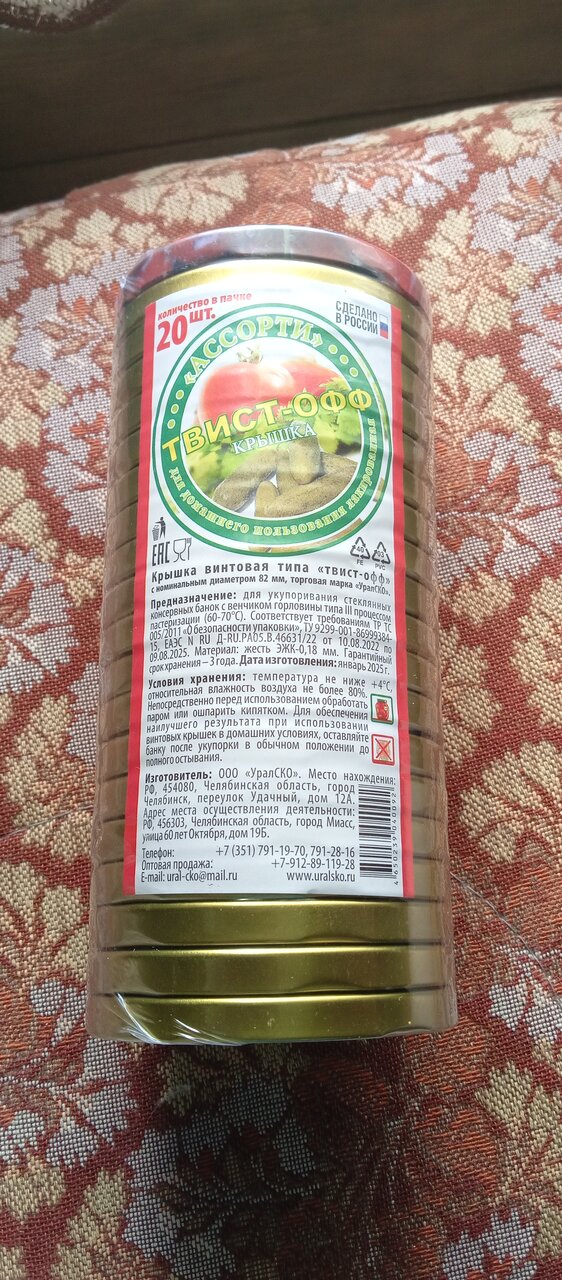 количество в пачке
20 шт.
СДЕЛАНО
В РОССИИ
«АССОРТИ»
ТВИСТ-ОФФ
КРЫШКА
для домашнего пользования лакированная
EAC
40
FE
03
PVC
Крышка винтовая типа «твист-офф»
с номинальным диаметром 82 мм, торговая марка «УралСКО».
Предназначение: для укупоривания стеклянных
консервных банок с венчиком горловины типа III процессом
пастеризации (60-70°С). Соответствует требованиям ТР ТС
005/2011 «О безопасности упаковки», ТУ 9299-001-86999384-
15, ЕАЭС N RU Д-RU.РА05.В.46631/22 от 10.08.2022 по
09.08.2025. Материал: жесть ЭЖК-0,18 мм. Гарантийный
срок хранения – 3 года. Дата изготовления: январь 2025 г.
Условия хранения: температура не ниже +4°С,
относительная влажность воздуха не более 80%.
Непосредственно перед использованием обработать
паром или ошпарить кипятком. Для обеспечения
наилучшего результата при использовании
винтовых крышек в домашних условиях, оставляйте
банку после укупорки в обычном положении до
полного остывания.
Изготовитель: ООО «УралСКО». Место нахождения:
РФ, 454080, Челябинская область, город
Челябинск, переулок Удачный, дом 12А.
Адрес места осуществления деятельности:
РФ, 456303, Челябинская область, город Миасс,
улица 60 лет Октября, дом 19Б.
Телефон: +7 (351) 791-19-70, 791-28-16
Оптовая продажа: +7-912-89-119-28
E-mail: ural-cko@mail.ru www.uralsko.ru
4650239040092